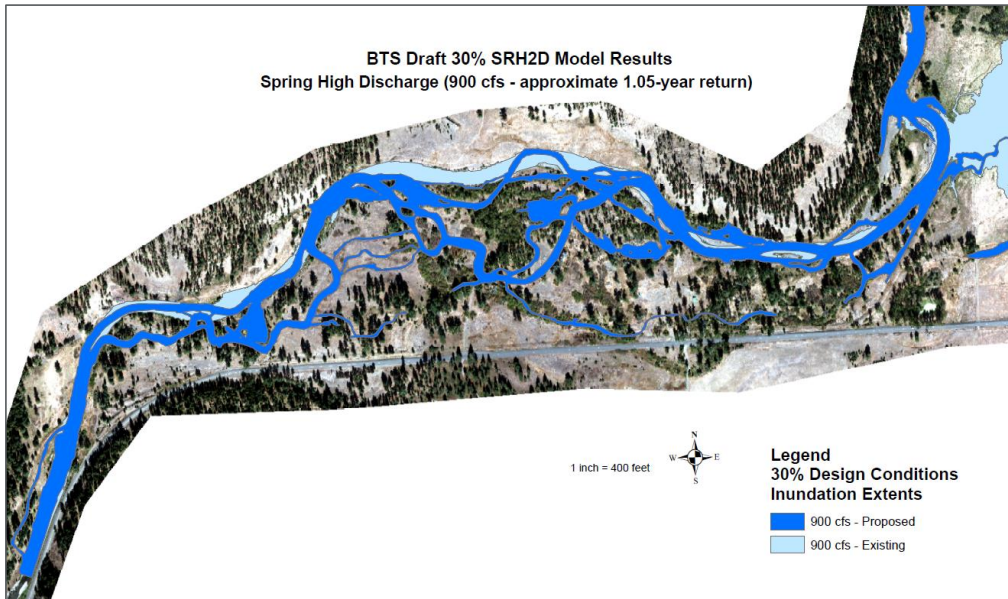 BTS Draft 30% SRH2D Model Results
Spring High Discharge (900 cfs - approximate 1.05-year return)
1 inch = 400 feet
N
W E
S
Legend
30% Design Conditions
Inundation Extents
900 cfs - Proposed
900 cfs - Existing